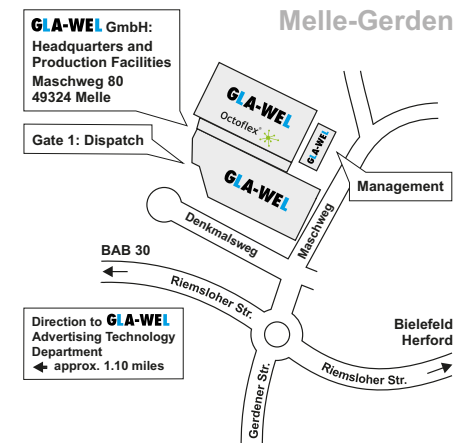 Melle-Gerden
GLA-WEL GmbH:
Headquarters and
Production Facilities
Maschweg 80
49324 Melle
GLA-WEL
Octoflex®
GLA-WEL
Gate 1: Dispatch
GLA-WEL
Management
Denkmalsweg
Maschweg
BAB 30
Riemsloher Str.
Direction to GLA-WEL
Advertising Technology
Department
approx. 1.10 miles
Bielefeld
Herford
Riemsloher Str.
Gerdener Str.